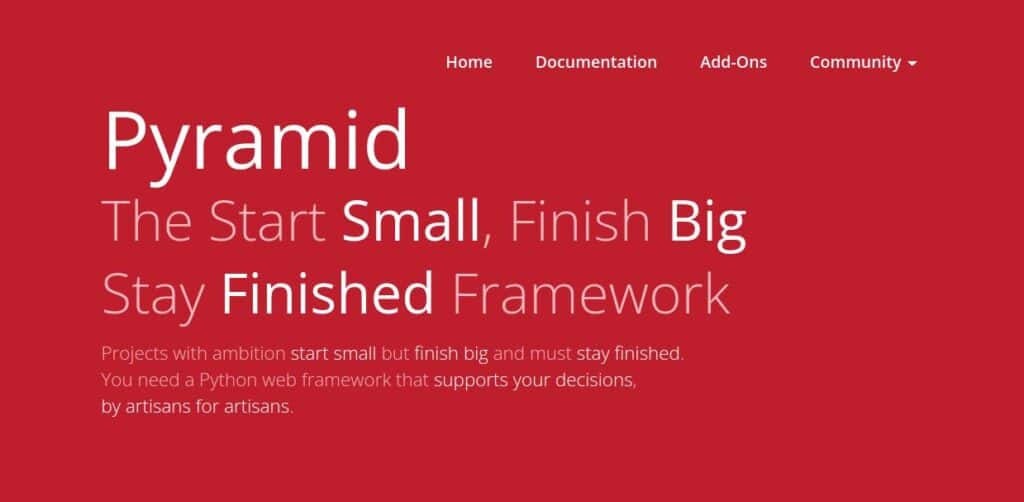 Home Documentation Add-Ons Community
Pyramid
The Start Small, Finish Big
Stay Finished Framework
Projects with ambition start small but finish big and must stay finished.
You need a Python web framework that supports your decisions,
by artisans for artisans.